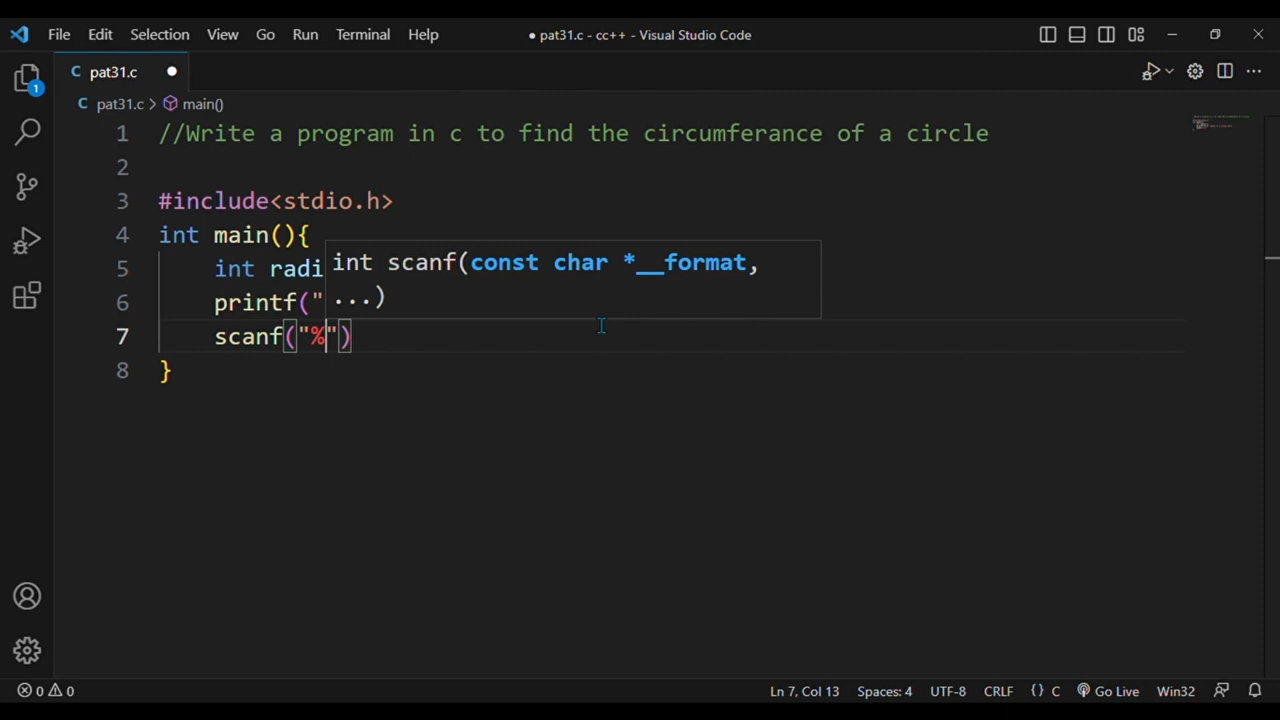 File Edit Selection View Go Run Terminal Help ● pat31.c - cc++ - Visual Studio Code
C pat31.c ●
C pat31.c > main()
1 //Write a program in c to find the circumferance of a circle
2
3 #include<stdio.h>
4 int main(){
5 int radi
int scanf(const char *__format,
...)
6 printf("
7 scanf("%")
8 }
1
0 0 Ln 7, Col 13 Spaces: 4 UTF-8 CRLF {} C Go Live Win32